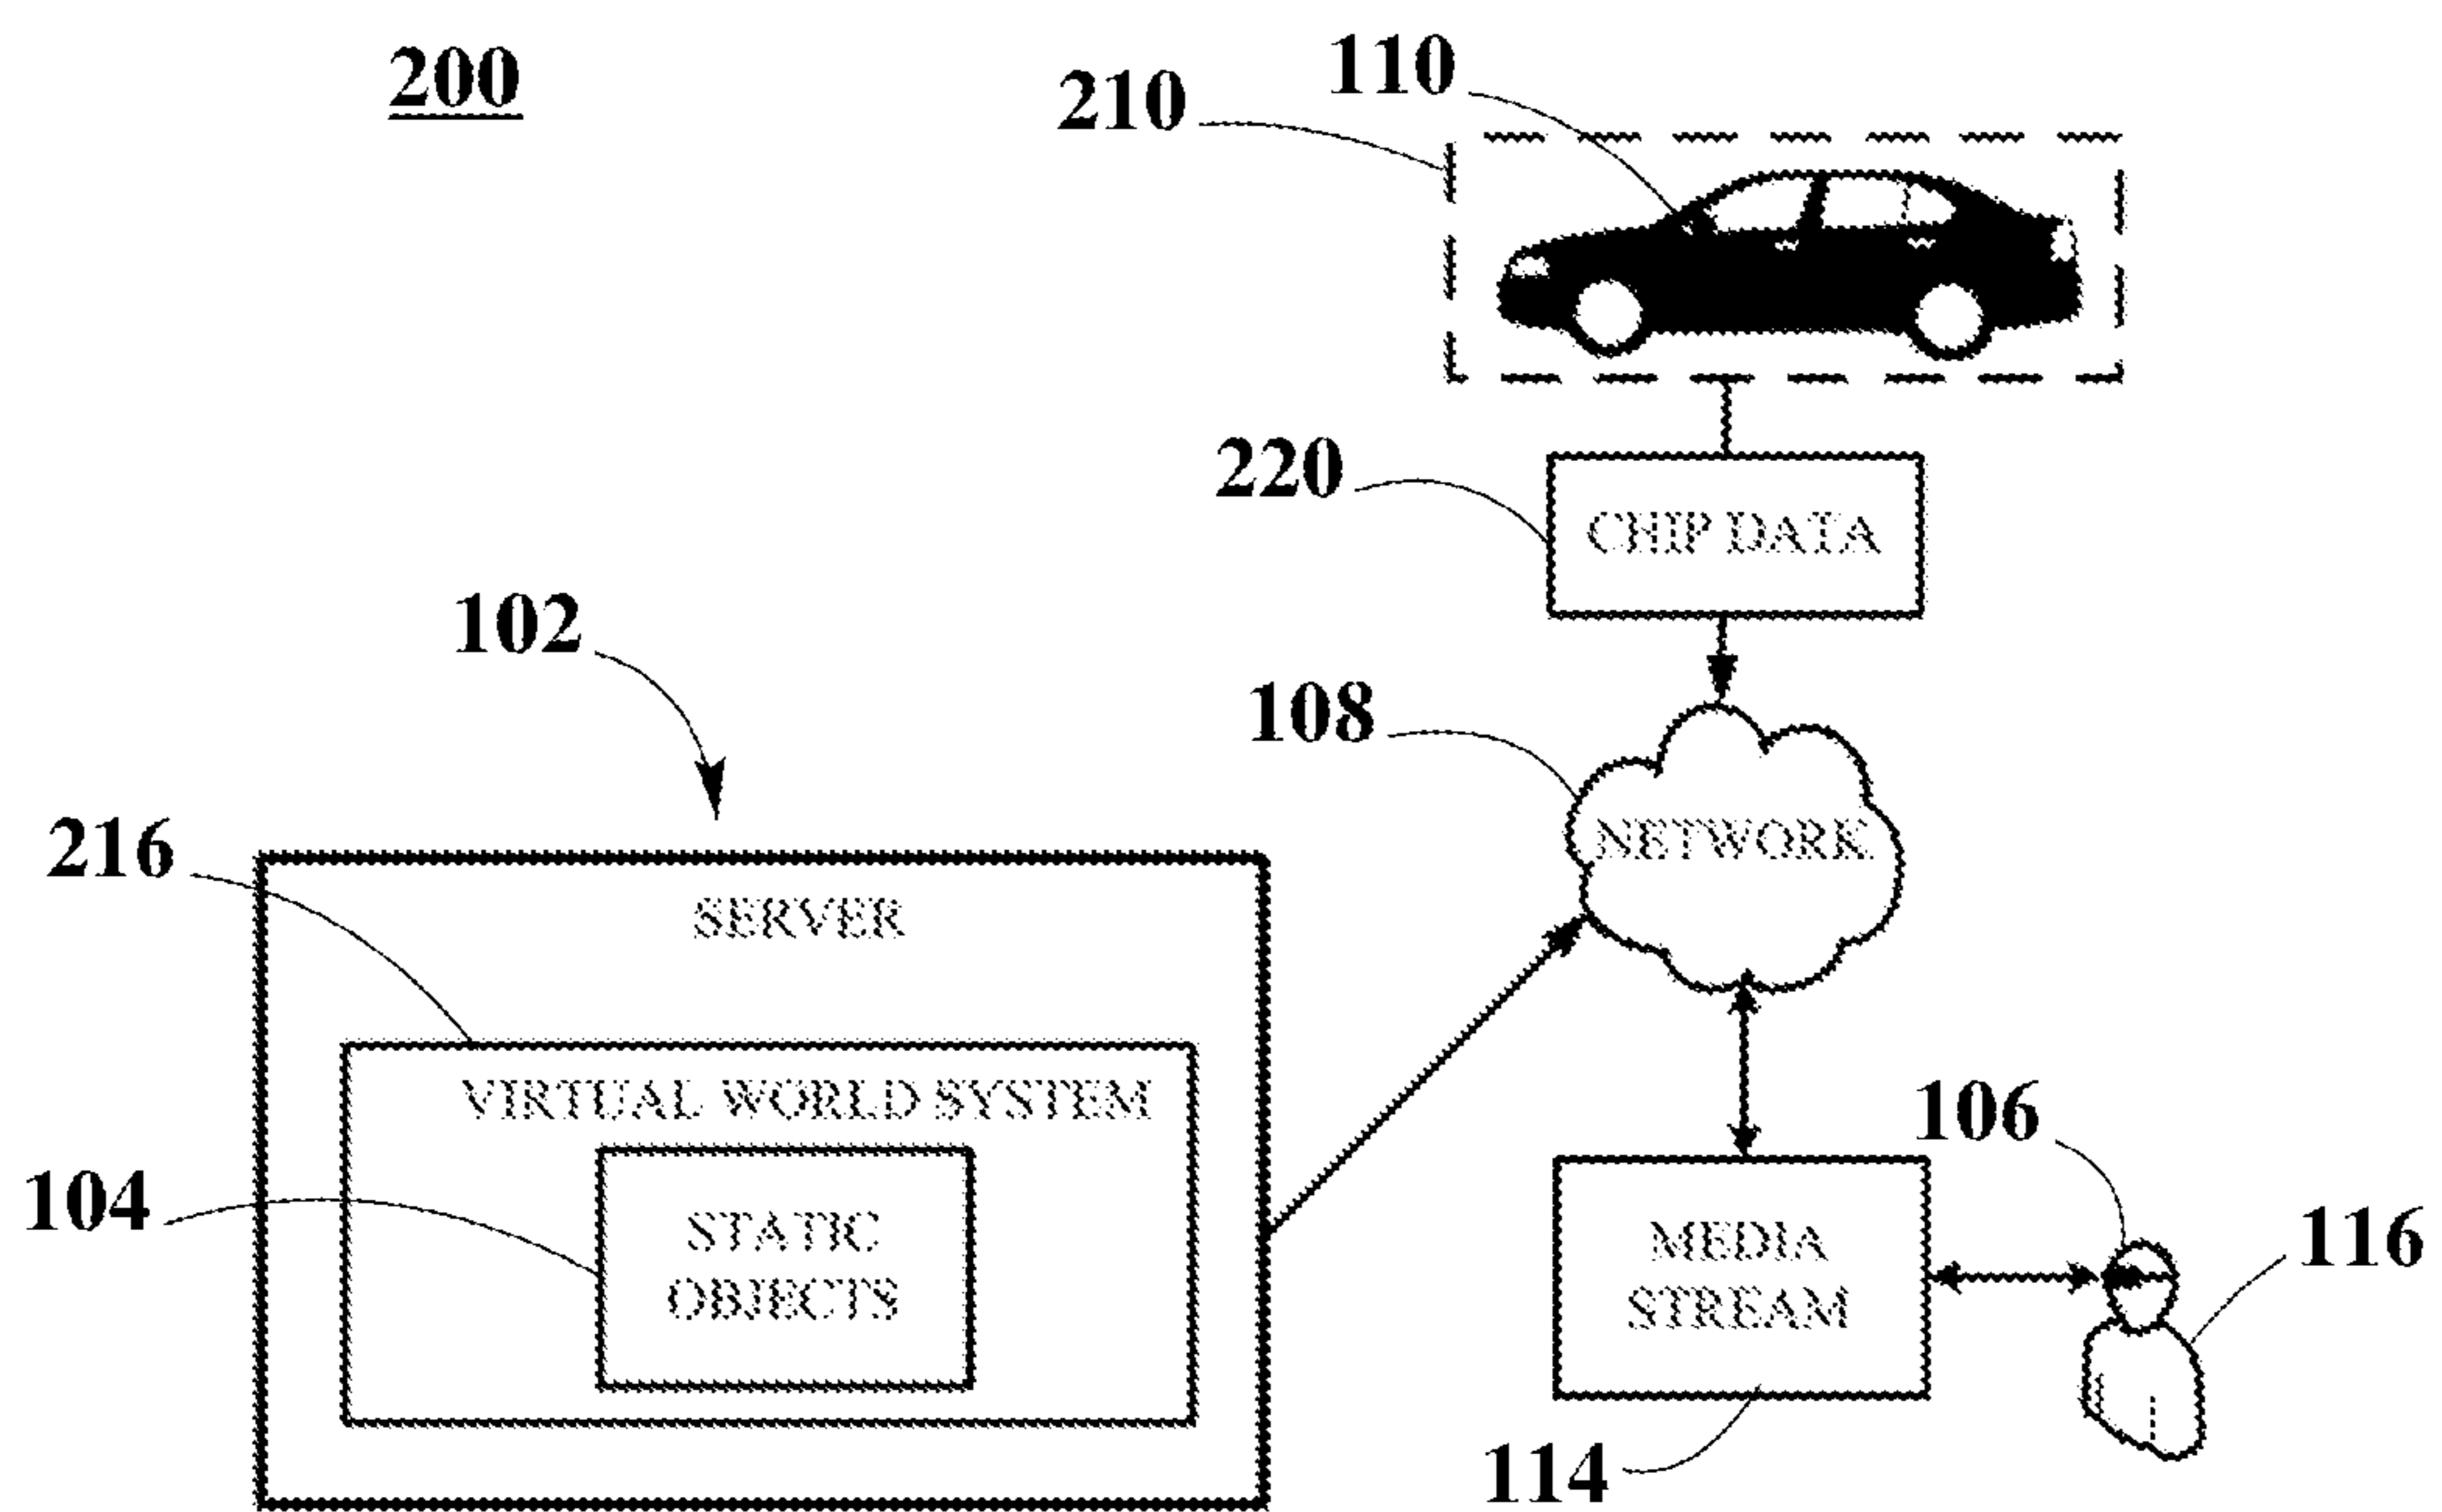 200
110
210
220
CHIP DATA
102
108
NETWORK
216
SERVER
VIRTUAL WORLD SYSTEM
106
104
STATIC
OBJECTS
MEDIA
STREAM
116
114